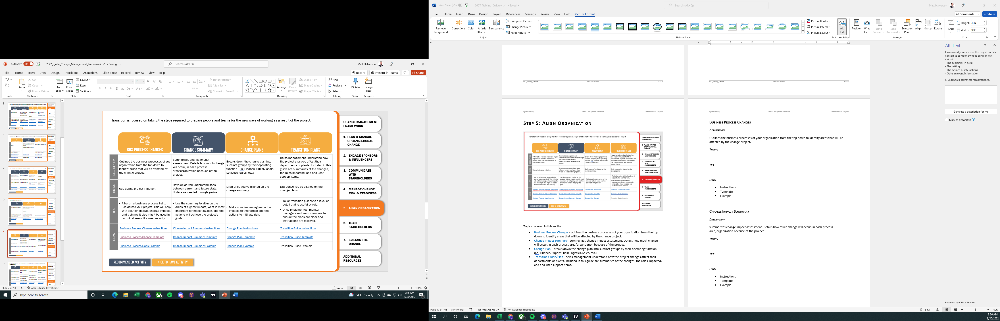 AutoSave On
2022_Ignite_Change_Management_Framework • Saving...
Search (Alt+Q)
Matt Halverson
File Home Insert Draw Design Transitions Animations Slide Show Record Review View Help
Record Present in Teams Share
Undo
Paste
Cut
Copy
Format Painter
Clipboard
New Slide
Reuse Slides
Layout
Reset
Section
Slides
10
Font
Text Direction
Align Text
Convert to SmartArt
Paragraph
Arrange
Quick Styles
Shape Fill
Shape Outline
Shape Effects
Drawing
Find
Replace
Select
Editing
Dictate
Voice
Design Ideas
Designer
3
4
5
6
7
8
Transition is focused on taking the steps required to prepare people and teams for the new ways of working as a result of the project.
BUS PROCESS CHANGES
CHANGE SUMMARY
CHANGE PLANS
TRANSITION PLANS
DESCRIPTION
Outlines the business processes of your
organization from the top down to
identify areas that will be affected by
the change project.
Summarizes change impact
assessment. Details how much change
will occur, in each process
area/organization because of the
project.
Breaks down the change plan into
succinct groups by their operating
function. (i.e. Finance, Supply Chain
Logistics, Sales, etc.)
Helps management understand how
the project changes affect their
departments or plants. Included in this
guide are summaries of the changes,
the roles impacted, and end-user
support items.
TIMING
Use during project initiation.
Develop as you understand gaps
between current and future state.
Update as needed through go-live.
Draft once you've aligned on the
change summary.
Draft once you've aligned on the
change plans.
TIPS
• Align on a business process list to
use across your project. This will help
with solution design, change impacts,
and training. It also might be used in
technical areas like user security.
• Use the summary to align on the
areas of highest impact, what is most
important for mitigating risk, and the
actions will achieve the project's
goals.
• Make sure leaders agree on the
impacts to their areas and the
actions to mitigate risk.
• Tailor transition guides to a level of
detail that is useful by role.
• Once implemented, monitor
managers and team members to
ensure the plans are clear and
instructions are followed.
LINKS
Business Process Change Instructions
Change Impact Summary Instructions
Change Plan Instructions
Transition Guide Instructions
Business Process Change Template
Change Impact Summary Template
Change Plan Template
Transition Guide Template
Business Process Gaps Example
Change Impact Summary Example
Change Plan Example
Transition Guide Example
RECOMMENDED ACTIVITY
NICE TO HAVE ACTIVITY
CHANGE MANAGEMENT
FRAMEWORK
1. PLAN & MANAGE
ORGANIZATIONAL
CHANGE
2. ENGAGE SPONSORS
& INFLUENCERS
3. COMMUNICATE
WITH
STAKEHOLDERS
4. MANAGE CHANGE
RISK & READINESS
5. ALIGN ORGANIZATION
6. TRAIN
STAKEHOLDERS
7. SUSTAIN THE
CHANGE
ADDITIONAL
RESOURCES
Slide 7 of 10 Accessibility: Investigate
Notes 100%
Type here to search
34°F Cloudy
9:26 AM
3/30/2022
AutoSave On
06CT_Training_Delivery • Saved
Search (Alt+Q)
Matt Halverson
File Home Insert Draw Design Layout References Mailings Review View Help Picture Format
Comments Share
Remove Background
Corrections
Color
Artistic Effects
Transparency
Compress Pictures
Change Picture
Reset Picture
Adjust
Picture Styles
Picture Border
Picture Effects
Picture Layout
Alt Text
Accessibility
Position
Wrap Text
Bring Forward
Send Backward
Selection Pane
Align
Group
Rotate
Arrange
Crop
Height: 3.82"
Width: 6.6"
Size
6CT_Training_Delivery 3/30/2022 9:20 AM 17 / 108
6CT_Training_Delivery 3/30/2022 9:20 AM 18 / 108
Ignite Consulting Change Management Framework Participant Guide Template
STEP 5: ALIGN ORGANIZATION
Topics covered in this section:
• Business Process Changes - outlines the business processes of your organization from the top
down to identify areas that will be affected by the change project.
• Change Impact Summary - summarizes change impact assessment. Details how much change
will occur, in each process area/organization because of the project.
• Change Plan – breaks down the change plan into succinct groups by their operating function.
(i.e. Finance, Supply Chain Logistics, Sales, etc.).
• Transition Guide/Plan - helps management understand how the project changes affect their
departments or plants. Included in this guide are summaries of the changes, the roles impacted,
and end-user support items.
Ignite Consulting Change Management Framework Participant Guide Template
BUSINESS PROCESS CHANGES
DESCRIPTION
Outlines the business processes of your organization from the top down to identify areas that will be
affected by the change project.
TIMING
TIPS
LINKS
• Instructions
• Template
• Example
CHANGE IMPACT SUMMARY
DESCRIPTION
Summarizes change impact assessment. Details how much change will occur, in each process
area/organization because of the project.
TIMING
TIPS
LINKS
• Instructions
• Template
• Example
Alt Text
How would you describe this object and its
context to someone who is blind or low
vision?
- The subject(s) in detail
- The setting
- The actions or interactions
- Other relevant information
(1-2 detailed sentences recommended)
Generate a description for me
Mark as decorative
Powered by Office Services
Page 17 of 108 5444 words Text Predictions: On Accessibility: Investigate
Focus 100%
9:26 AM
3/30/2022